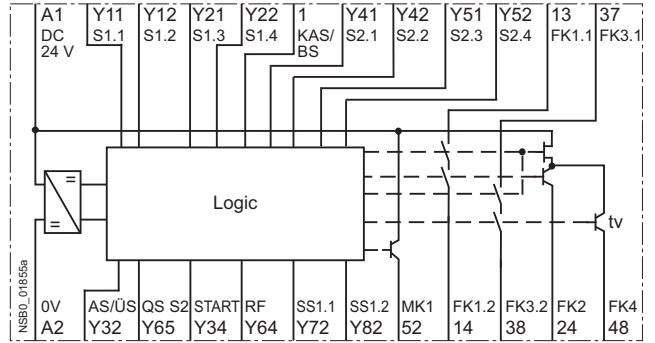 A1 Y11 Y12 Y21 Y22 1 Y41 Y42 Y51 Y52 13 37
DC S1.1 S1.2 S1.3 S1.4 KAS/ S2.1 S2.2 S2.3 S2.4 FK1.1 FK3.1
24 V BS
Logic
=
=
tv
NSB0_01855a
0V AS/ÜS QS S2 START RF SS1.1 SS1.2 MK1 FK1.2 FK3.2 FK2 FK4
A2 Y32 Y65 Y34 Y64 Y72 Y82 52 14 38 24 48